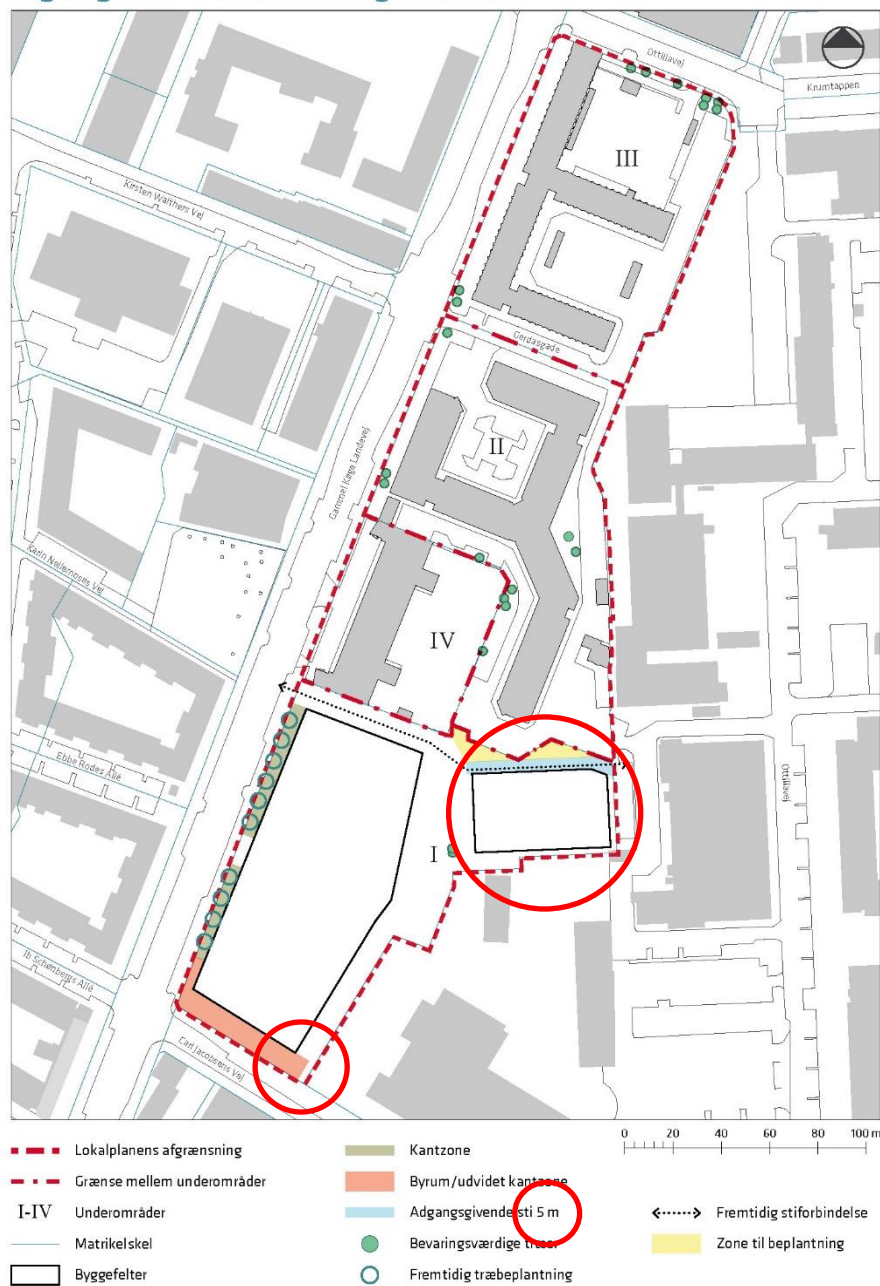 Ottiliavej
Krumtappen
III
Kirsten Walthers Vej
Gerdasgade
II
Gammel Køge Landevej
Karin Nellemoses Vej
IV
Ebbe Rodes Allé
Ottiliavej
I
Ib Schønbergs Allé
Carl Jacobsens Vej
0 20 40 60 80 100 m
Lokalplanens afgrænsning
Grænse mellem underområder
I-IV Underområder
Matrikelskel
Byggefelter
Kantzone
Byrum/udvidet kantzone
Adgangsgivende sti 5 m
Bevaringsværdige træer
Fremtidig træbeplantning
Fremtidig stiforbindelse
Zone til beplantning